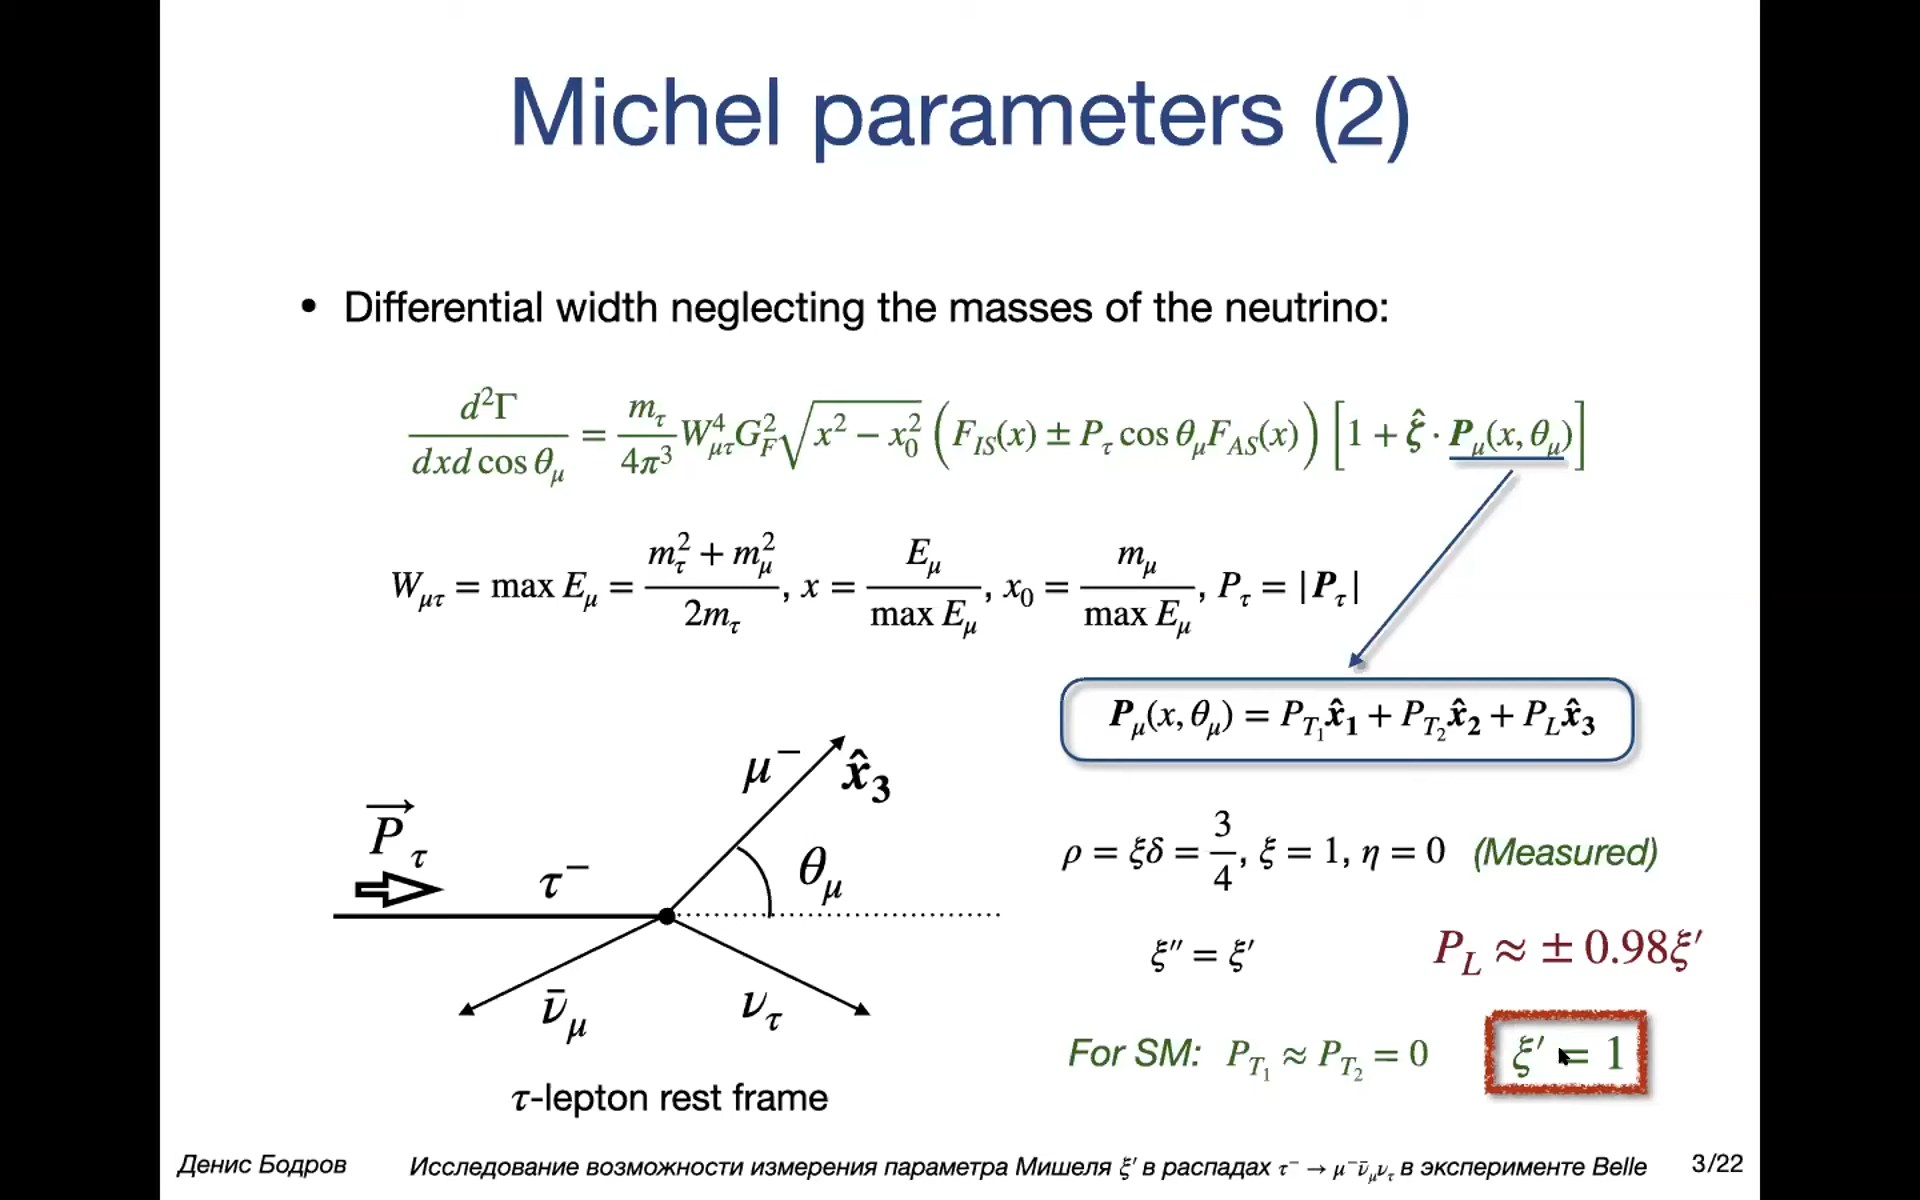 Michel parameters (2)
• Differential width neglecting the masses of the neutrino:
d²Γ / dxd cos θ_μ = m_τ / 4π³ W⁴_μτ G²_F √(x² − x₀²) (F_IS(x) ± P_τ cos θ_μ F_AS(x)) [1 + ζ̂ · P_μ(x, θ_μ)]
W_μτ = max E_μ = (m²_τ + m²_μ) / 2m_τ, x = E_μ / max E_μ, x₀ = m_μ / max E_μ, P_τ = |P_τ|
P_μ(x, θ_μ) = P_T₁ x̂₁ + P_T₂ x̂₂ + P_L x̂₃
μ⁻
x̂₃
P⃗_τ
τ⁻
θ_μ
ν̄_μ
ν_τ
τ-lepton rest frame
ρ = ξδ = 3/4, ξ = 1, η = 0 (Measured)
ξ″ = ξ′
P_L ≈ ± 0.98ξ′
For SM: P_T₁ ≈ P_T₂ = 0
ξ′ = 1
Денис Бодров
Исследование возможности измерения параметра Мишеля ξ′ в распадах τ⁻ → μ⁻ν̄_μν_τ в эксперименте Belle
3/22